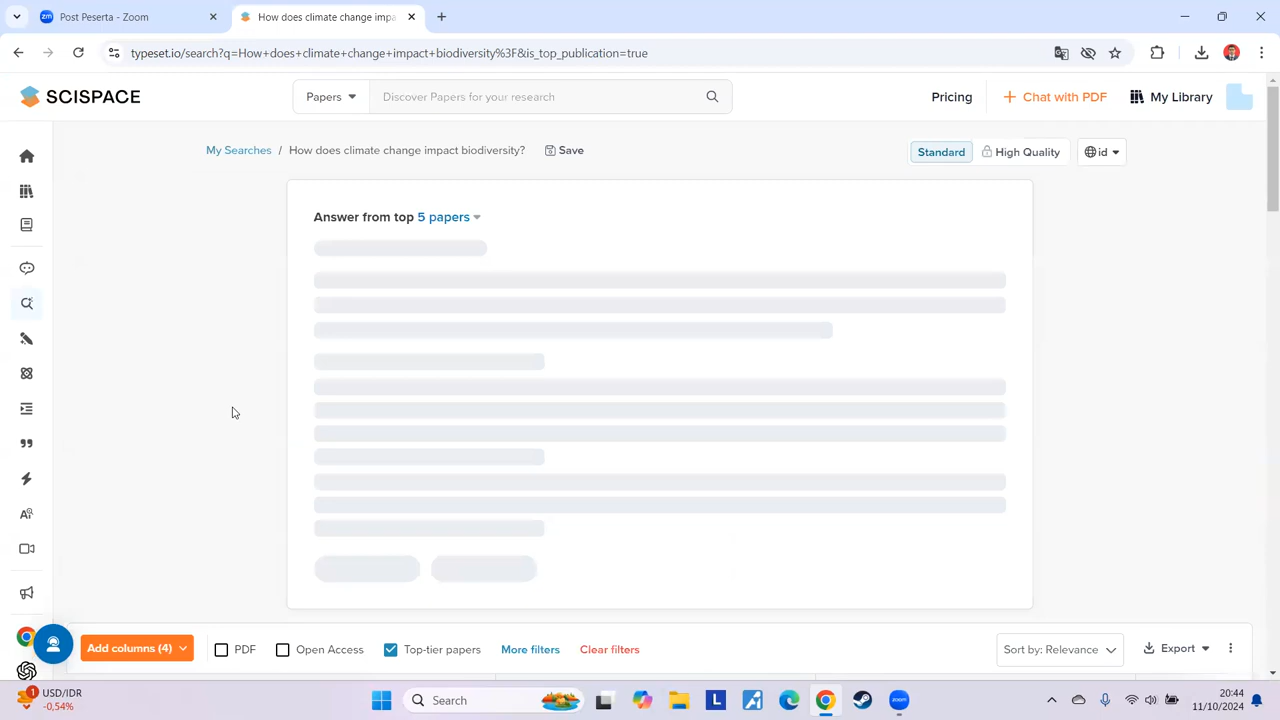 Post Peserta - Zoom
How does climate change impa
typeset.io/search?q=How+does+climate+change+impact+biodiversity%3F&is_top_publication=true
SCISPACE
Papers
Discover Papers for your research
Pricing
Chat with PDF
My Library
My Searches / How does climate change impact biodiversity?
Save
Standard
High Quality
id
Answer from top 5 papers
Add columns (4)
PDF
Open Access
Top-tier papers
More filters
Clear filters
Sort by: Relevance
Export
1
USD/IDR
-0,54%
Search
20:44
11/10/2024